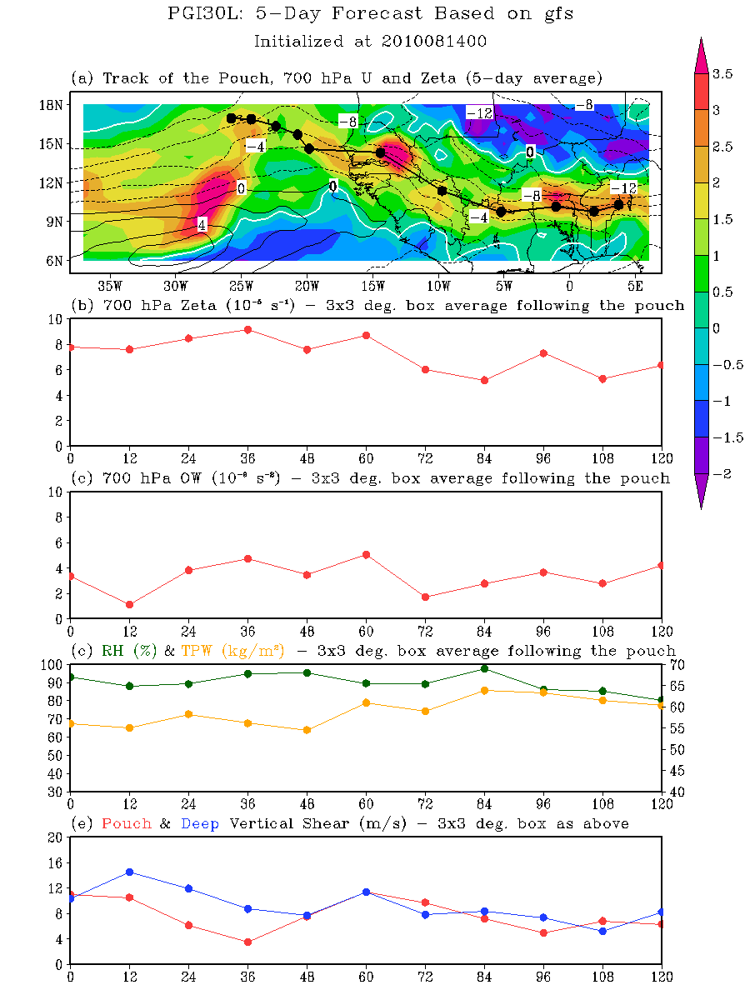 PGI30L: 5-Day Forecast Based on gfs
Initialized at 2010081400
(a) Track of the Pouch, 700 hPa U and Zeta (5-day average)
18N
15N
12N
9N
6N
35W 30W 25W 20W 15W 10W 5W 0 5E
-8 -12 -8
-4 0
0 0 -8 -12
4 -4
3.5
3
2.5
2
1.5
1
0.5
0
-0.5
-1
-1.5
-2
(b) 700 hPa Zeta (10⁻⁵ s⁻¹) - 3x3 deg. box average following the pouch
10
8
6
4
2
0
0 12 24 36 48 60 72 84 96 108 120
(c) 700 hPa OW (10⁻⁹ s⁻²) - 3x3 deg. box average following the pouch
10
8
6
4
2
0
0 12 24 36 48 60 72 84 96 108 120
(c) RH (%) & TPW (kg/m²) - 3x3 deg. box average following the pouch
100 70
90 65
80 60
70 55
60
50 50
40 45
30 40
0 12 24 36 48 60 72 84 96 108 120
(e) Pouch & Deep Vertical Shear (m/s) - 3x3 deg. box as above
20
16
12
8
4
0
0 12 24 36 48 60 72 84 96 108 120